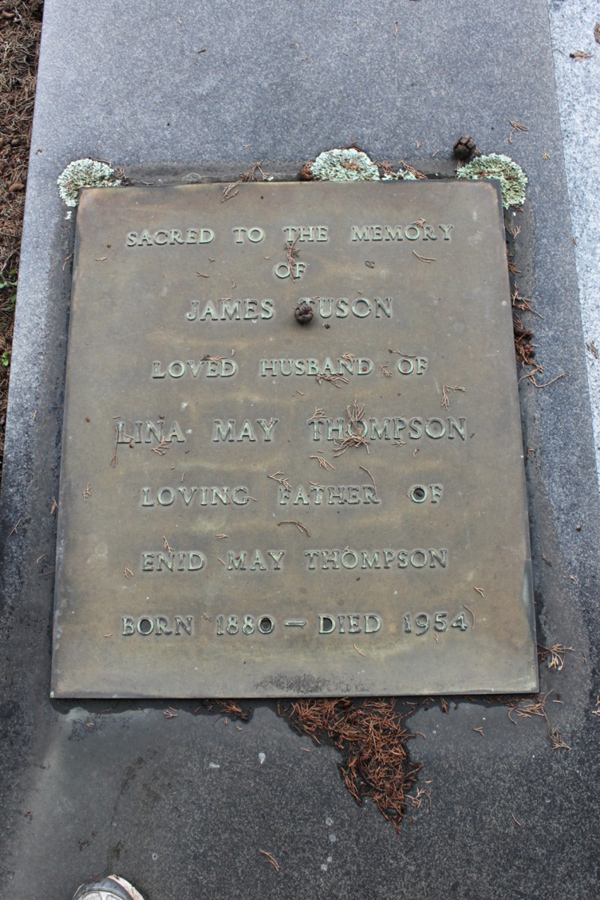 SACRED TO THE MEMORY
OF
JAMES TUSON
LOVED HUSBAND OF
LINA MAY THOMPSON
LOVING FATHER OF
ENID MAY THOMPSON
BORN 1880 — DIED 1954